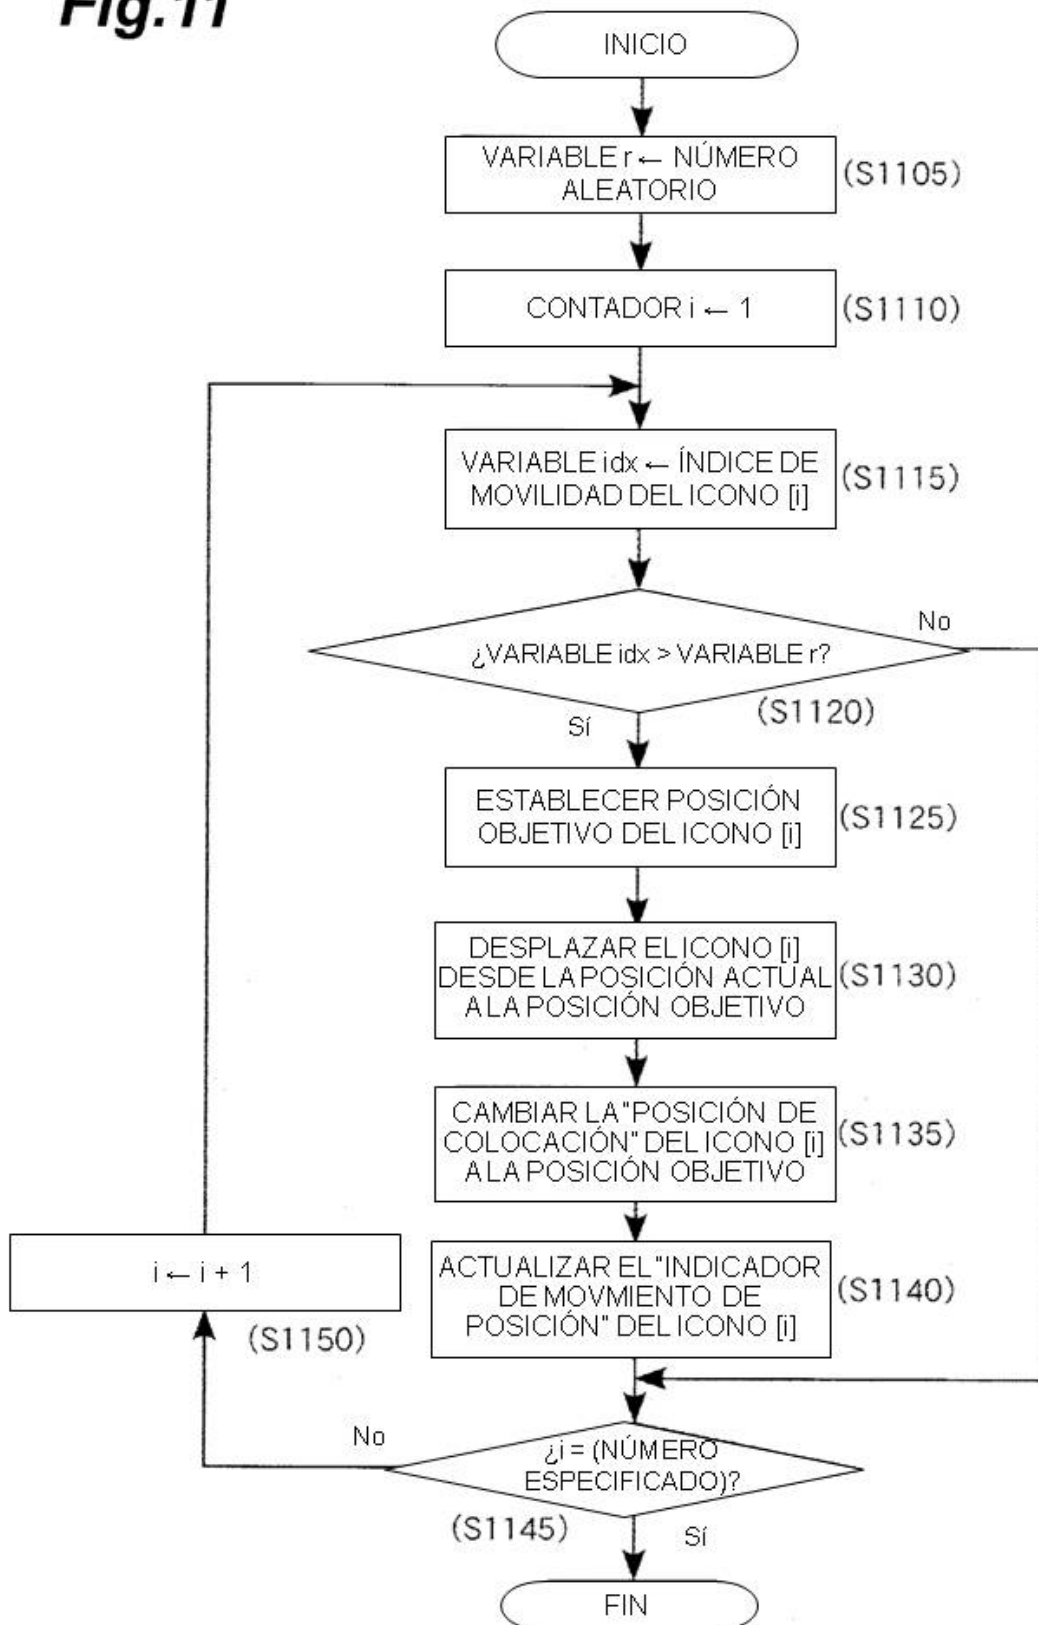 Fig.11
INICIO
VARIABLE r ← NÚMERO
ALEATORIO
(S1105)
CONTADOR i ← 1
(S1110)
VARIABLE idx ← ÍNDICE DE
MOVILIDAD DEL ICONO [i]
(S1115)
No
¿VARIABLE idx > VARIABLE r?
(S1120)
Sí
ESTABLECER POSICIÓN
OBJETIVO DEL ICONO [i]
(S1125)
DESPLAZAR EL ICONO [i]
DESDE LA POSICIÓN ACTUAL
A LA POSICIÓN OBJETIVO
(S1130)
CAMBIAR LA "POSICIÓN DE
COLOCACIÓN" DEL ICONO [i]
A LA POSICIÓN OBJETIVO
(S1135)
ACTUALIZAR EL "INDICADOR
DE MOVMIENTO DE
POSICIÓN" DEL ICONO [i]
(S1140)
i ← i + 1
(S1150)
No
¿i = (NÚMERO
ESPECIFICADO)?
(S1145)
Sí
FIN